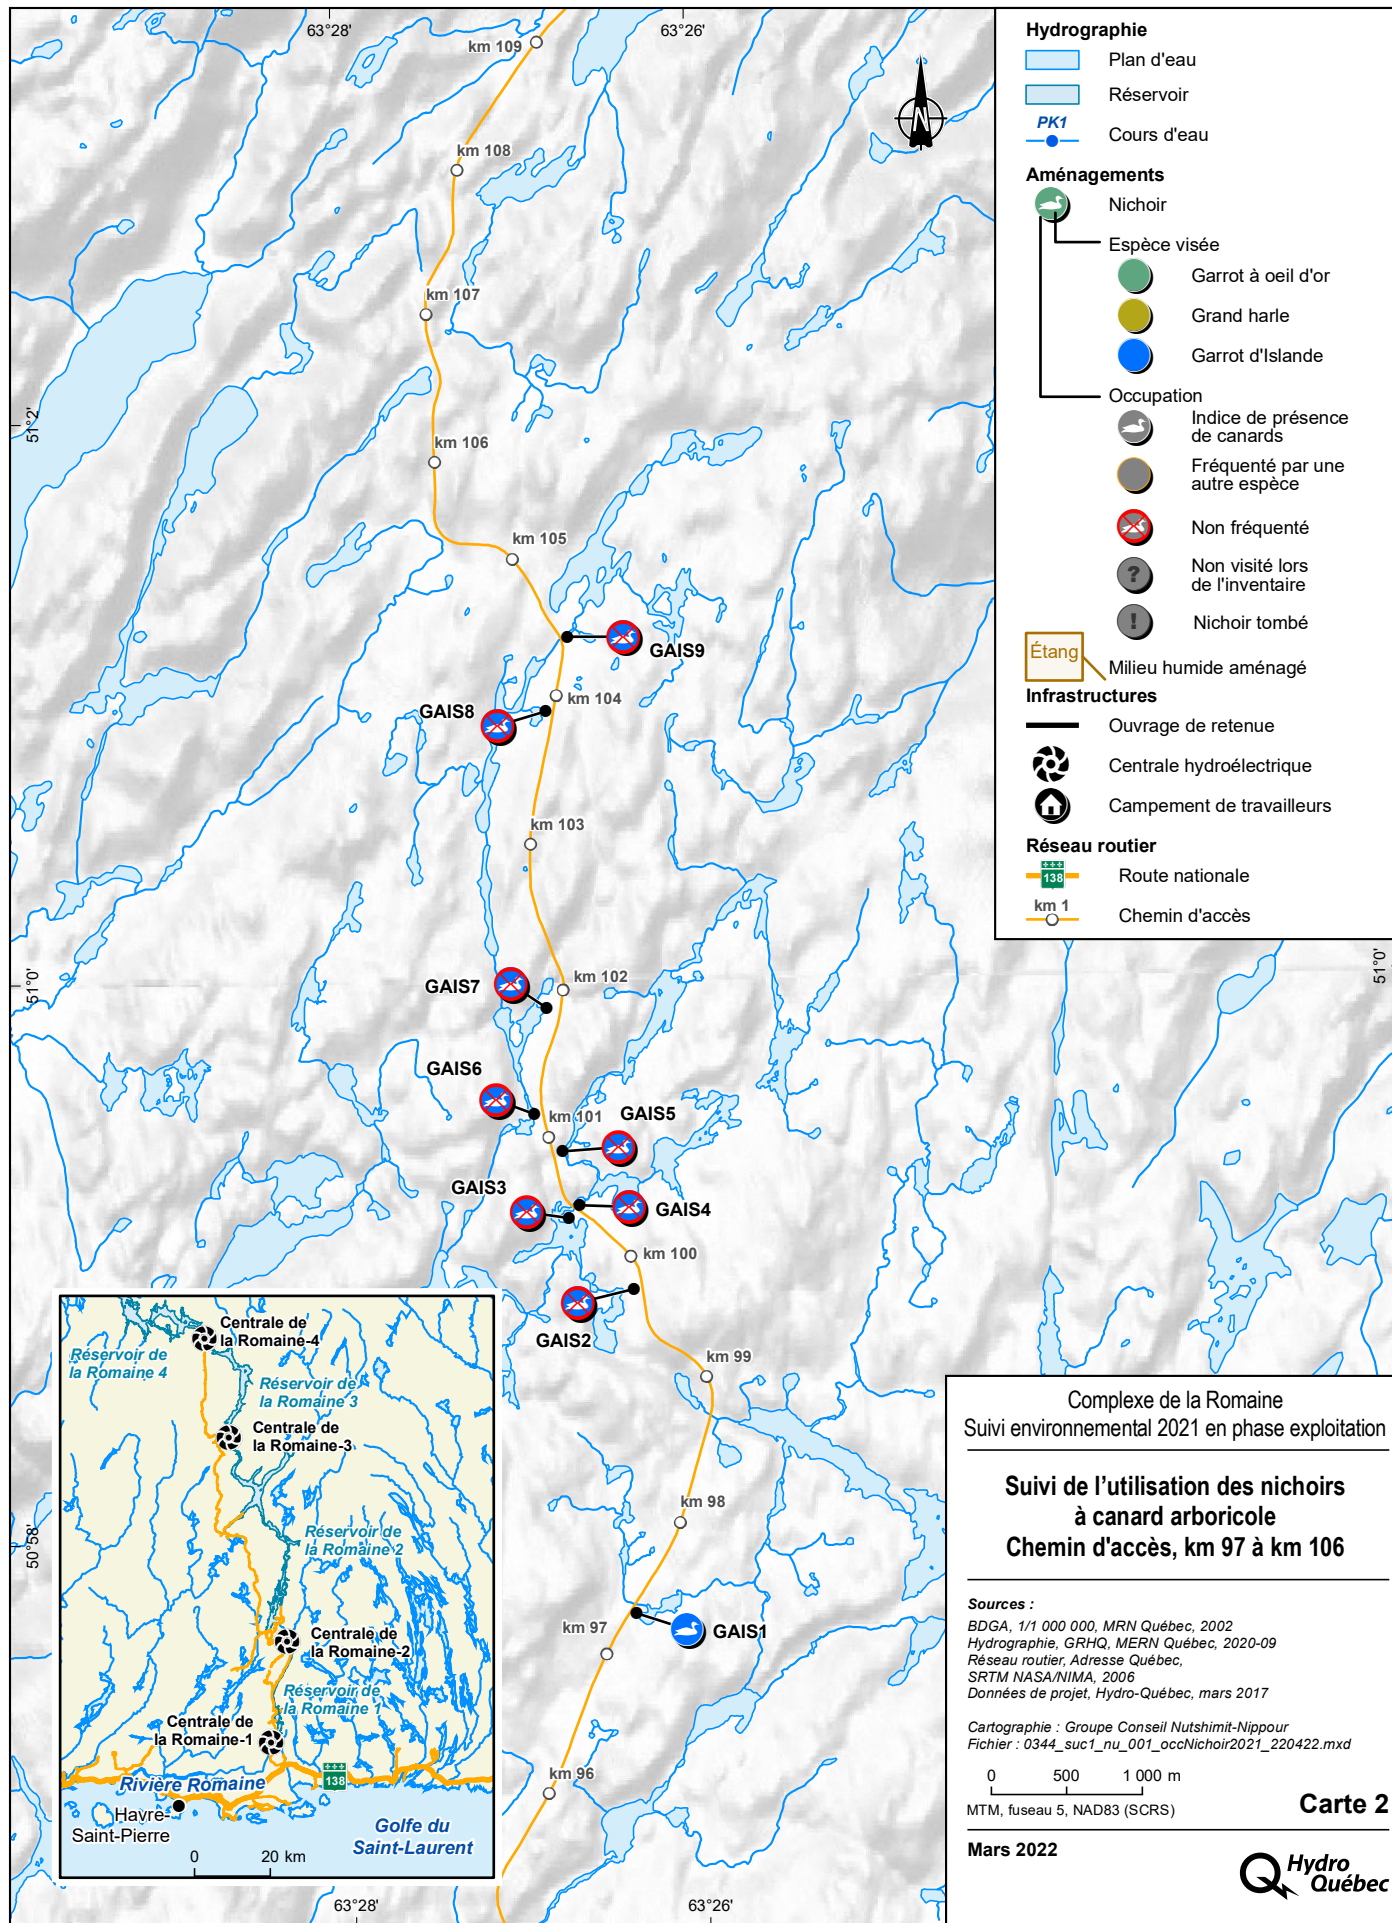 63°28'
63°26'
km 109
km 108
km 107
51°2'
km 106
km 105
GAIS9
km 104
GAIS8
km 103
km 102
GAIS7
51°0'
51°0'
GAIS6
km 101
GAIS5
GAIS3
GAIS4
km 100
GAIS2
km 99
km 98
50°58'
km 97
GAIS1
km 96
63°28'
63°26'
N
Hydrographie
Plan d'eau
Réservoir
PK1
Cours d'eau
Aménagements
Nichoir
Espèce visée
Garrot à oeil d'or
Grand harle
Garrot d'Islande
Occupation
Indice de présence
de canards
Fréquenté par une
autre espèce
Non fréquenté
?
Non visité lors
de l'inventaire
!
Nichoir tombé
Étang
Milieu humide aménagé
Infrastructures
Ouvrage de retenue
Centrale hydroélectrique
Campement de travailleurs
Réseau routier
138
Route nationale
km 1
Chemin d'accès
Centrale de
la Romaine-4
Réservoir de
la Romaine 4
Réservoir de
la Romaine 3
Centrale de
la Romaine-3
Réservoir de
la Romaine 2
Centrale de
la Romaine-2
Réservoir de
la Romaine 1
Centrale de
la Romaine-1
Rivière Romaine
138
Havre-
Saint-Pierre
Golfe du
Saint-Laurent
0 20 km
Complexe de la Romaine
Suivi environnemental 2021 en phase exploitation
Suivi de l’utilisation des nichoirs
à canard arboricole
Chemin d'accès, km 97 à km 106
Sources :
BDGA, 1/1 000 000, MRN Québec, 2002
Hydrographie, GRHQ, MERN Québec, 2020-09
Réseau routier, Adresse Québec,
SRTM NASA/NIMA, 2006
Données de projet, Hydro-Québec, mars 2017
Cartographie : Groupe Conseil Nutshimit-Nippour
Fichier : 0344_suc1_nu_001_occNichoir2021_220422.mxd
0 500 1 000 m
MTM, fuseau 5, NAD83 (SCRS)
Carte 2
Mars 2022
Hydro
Québec